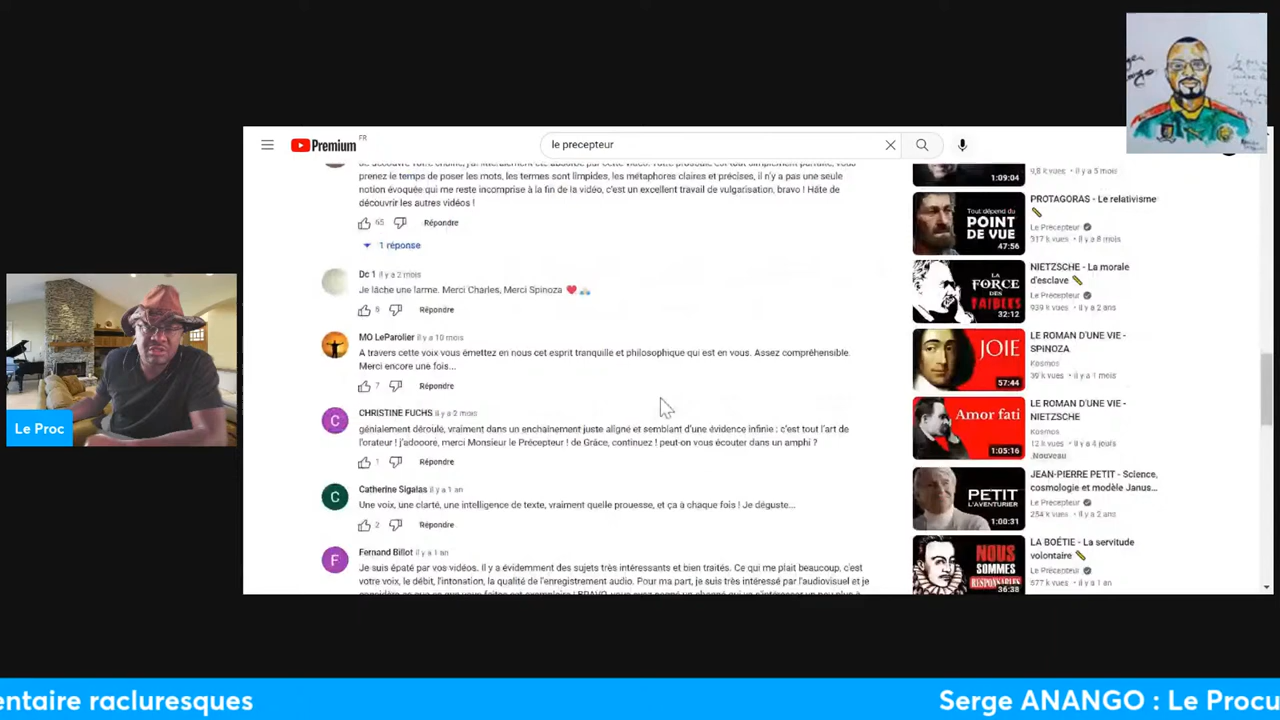 Premium FR
le precepteur
prenez le temps de poser les mots, les termes sont limpides, les métaphores claires et précises, il n'y a pas une seule
notion évoquée qui me reste incomprise à la fin de la vidéo, c'est un excellent travail de vulgarisation, bravo ! Hâte de
découvrir les autres vidéos !
65 Répondre
1 réponse
Dc 1 il y a 2 mois
Je lâche une larme. Merci Charles, Merci Spinoza
5 Répondre
MO LeParolier il y a 10 mois
A travers cette voix vous émettez en nous cet esprit tranquille et philosophique qui est en vous. Assez compréhensible.
Merci encore une fois...
7 Répondre
C
CHRISTINE FUCHS il y a 2 mois
génialement déroulé, vraiment dans un enchaînement juste aligné et semblant d'une évidence infinie : c'est tout l'art de
l'orateur ! j'adooore, merci Monsieur le Précepteur ! de Grâce, continuez ! peut-on vous écouter dans un amphi ?
1 Répondre
C
Catherine Sigalas il y a 1 an
Une voix, une clarté, une intelligence de texte, vraiment quelle prouesse, et ça à chaque fois ! Je déguste...
2 Répondre
F
Fernand Billot il y a 1 an
Je suis épaté par vos vidéos. Il y a évidemment des sujets très intéressants et bien traités. Ce qui me plait beaucoup, c'est
votre voix, le débit, l'intonation, la qualité de l'enregistrement audio. Pour ma part, je suis très intéressé par l'audiovisuel et je
1:09:04
9,8 k vues • il y a 5 mois
Tout dépend du
POINT
DE VUE
47:56
PROTAGORAS - Le relativisme
Le Précepteur
317 k vues • il y a 8 mois
LA
FORCE
DES
FAIBLES
32:12
NIETZSCHE - La morale
d'esclave
Le Précepteur
939 k vues • il y a 2 ans
JOIE
57:44
LE ROMAN D'UNE VIE -
SPINOZA
Kosmos
39 k vues • il y a 1 mois
Amor fati
1:05:16
LE ROMAN D'UNE VIE -
NIETZSCHE
Kosmos
12 k vues • il y a 4 jours
Nouveau
PETIT
L'AVENTURIER
1:00:31
JEAN-PIERRE PETIT - Science,
cosmologie et modèle Janus...
Le Précepteur
254 k vues • il y a 2 ans
NOUS
SOMMES
RESPONSABLES
36:38
LA BOÉTIE - La servitude
volontaire
Le Précepteur
677 k vues • il y a 1 an
Le Proc
entaire racluresques
Serge ANANGO : Le Procu